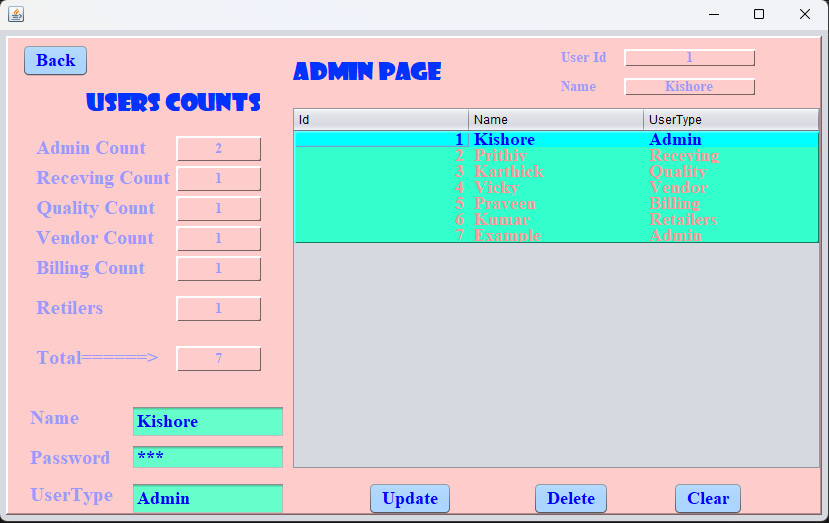 Back
ADMIN PAGE
User Id 1
Name Kishore
USERS COUNTS
Admin Count 2
Receving Count 1
Quality Count 1
Vendor Count 1
Billing Count 1
Retilers 1
Total======> 7
Id Name UserType
1 Kishore Admin
2 Prithiv Receving
3 Karthick Quality
4 Vicky Vendor
5 Praveen Billing
6 Kumar Retailers
7 Example Admin
Name Kishore
Password ***
UserType Admin
Update Delete Clear